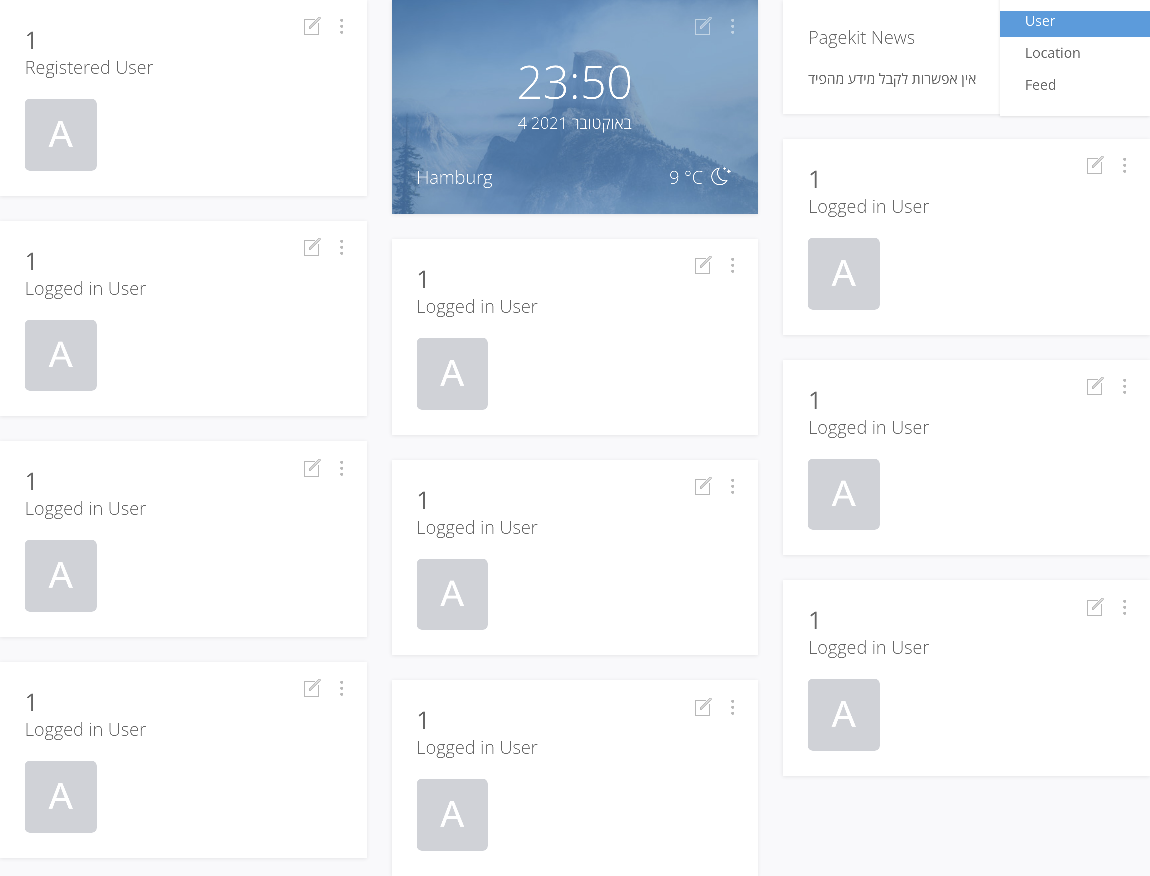 1
Registered User
A
1
Logged in User
A
1
Logged in User
A
1
Logged in User
A
23:50
4 באוקטובר 2021
Hamburg
9 °C
1
Logged in User
A
1
Logged in User
A
1
Logged in User
A
Pagekit News
אין אפשרות לקבל מידע מהפיד
User
Location
Feed
1
Logged in User
A
1
Logged in User
A
1
Logged in User
A